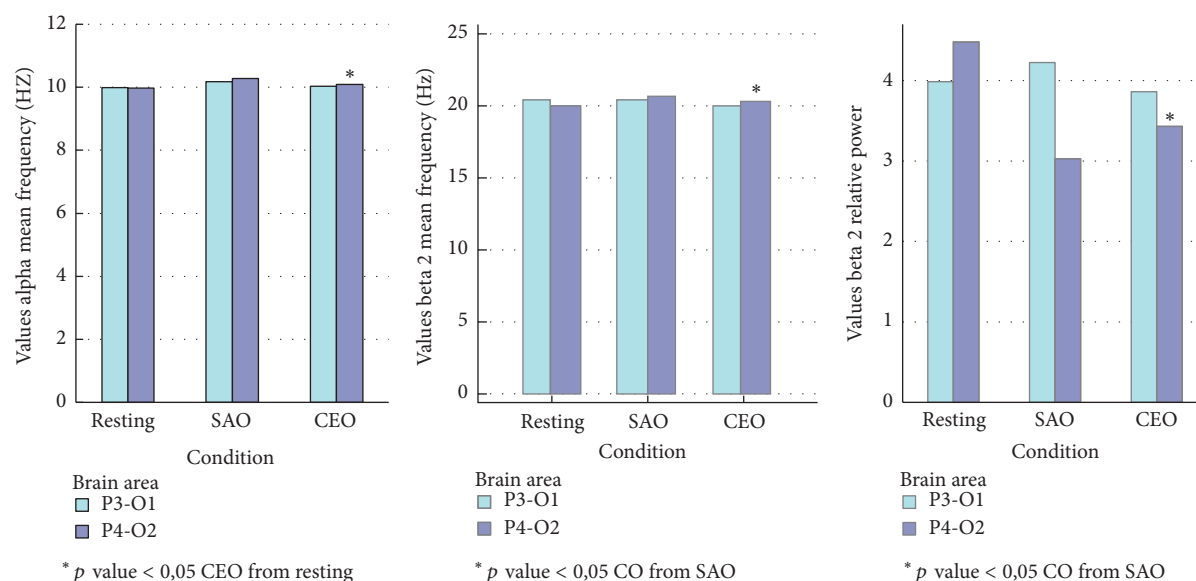 Values alpha mean frequency (HZ)
12
10
8
6
4
2
0
Resting SAO CEO
Condition
Brain area
P3-O1
P4-O2
*
* p value < 0,05 CEO from resting
Values beta 2 mean frequency (Hz)
25
20
15
10
5
0
Resting SAO CEO
Condition
Brain area
P3-O1
P4-O2
*
* p value < 0,05 CO from SAO
Values beta 2 relative power
4
3
2
1
0
Resting SAO CEO
Condition
Brain area
P3-O1
P4-O2
*
* p value < 0,05 CEO from SAO